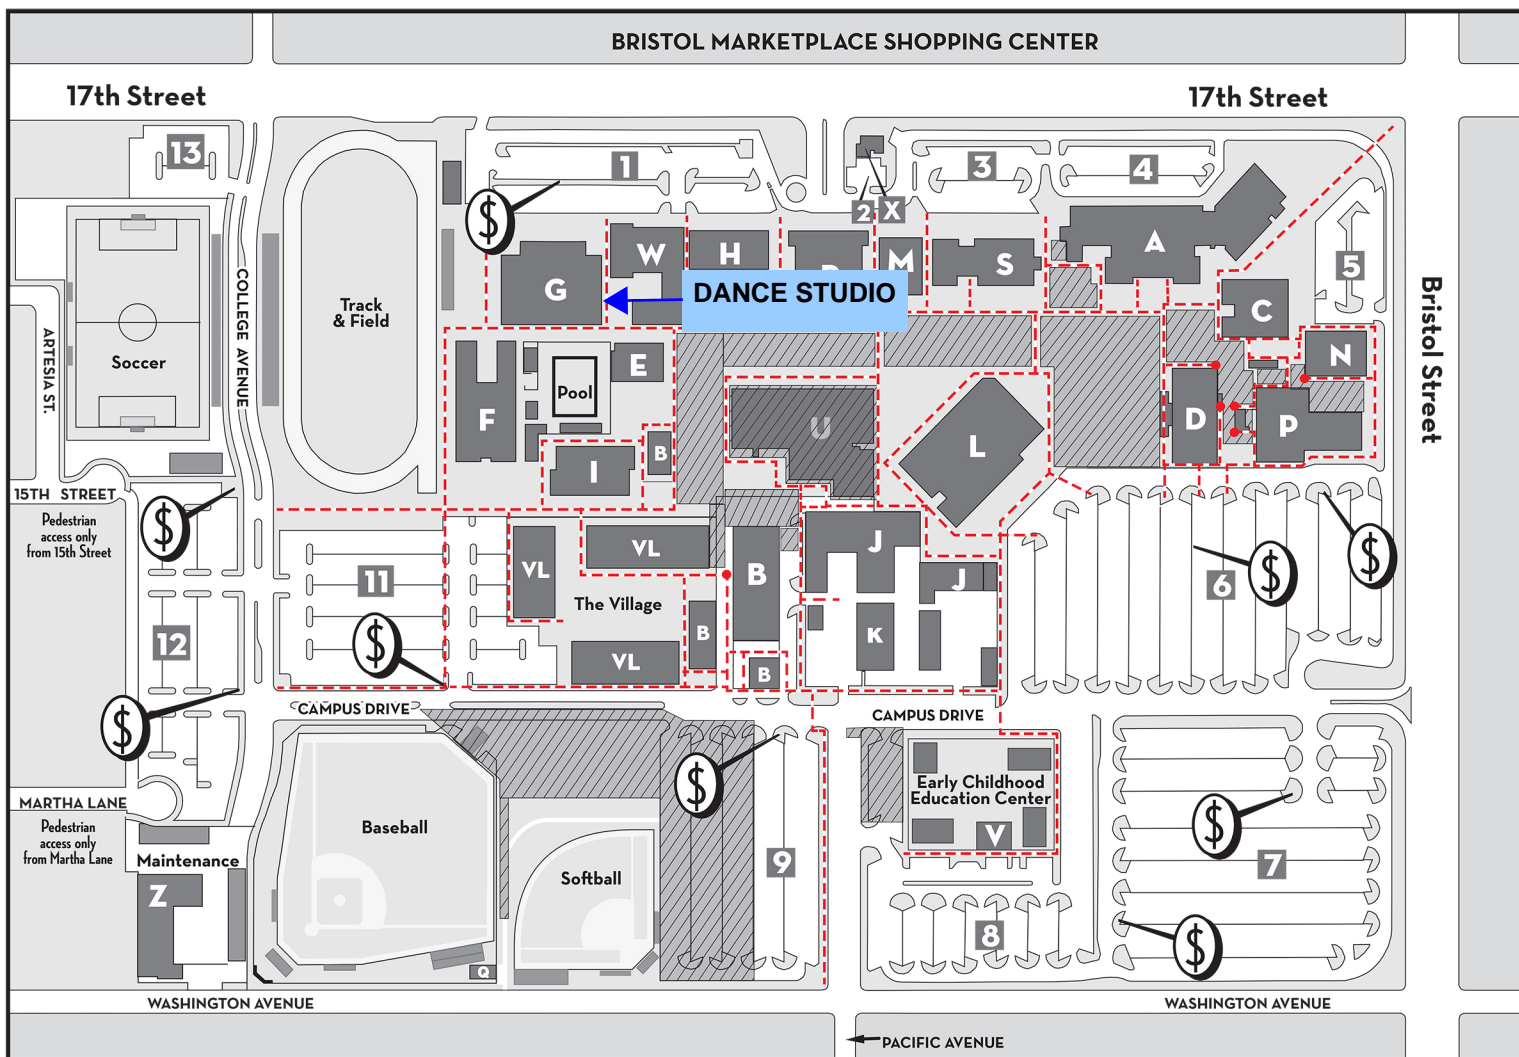 BRISTOL MARKETPLACE SHOPPING CENTER
17th Street
17th Street
13
1
3
4
2
X
5
$
G
W
H
M
S
A
C
N
DANCE STUDIO
Track
& Field
Soccer
COLLEGE AVENUE
ARTESIA ST.
Bristol Street
F
Pool
E
I
B
U
L
D
P
15TH STREET
Pedestrian
access only
from 15th Street
$
11
12
$
$
VL
VL
The Village
VL
B
B
B
J
J
K
6
$
$
CAMPUS DRIVE
CAMPUS DRIVE
MARTHA LANE
Pedestrian
access only
from Martha Lane
Maintenance
Z
Baseball
Softball
Q
$
9
Early Childhood
Education Center
V
8
$
7
$
WASHINGTON AVENUE
WASHINGTON AVENUE
PACIFIC AVENUE